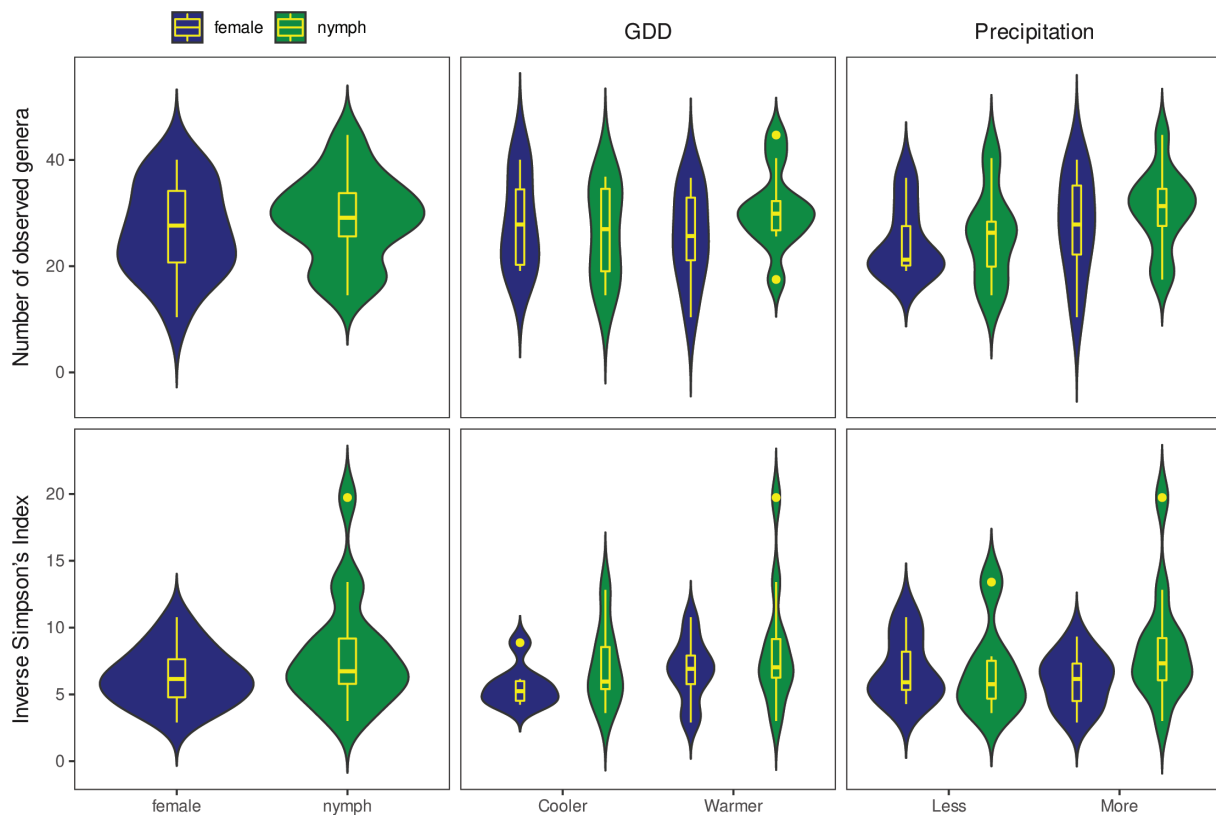 female nymph
GDD
Precipitation
Number of observed genera
40
20
0
Inverse Simpson's Index
20
15
10
5
0
female nymph
Cooler Warmer
Less More